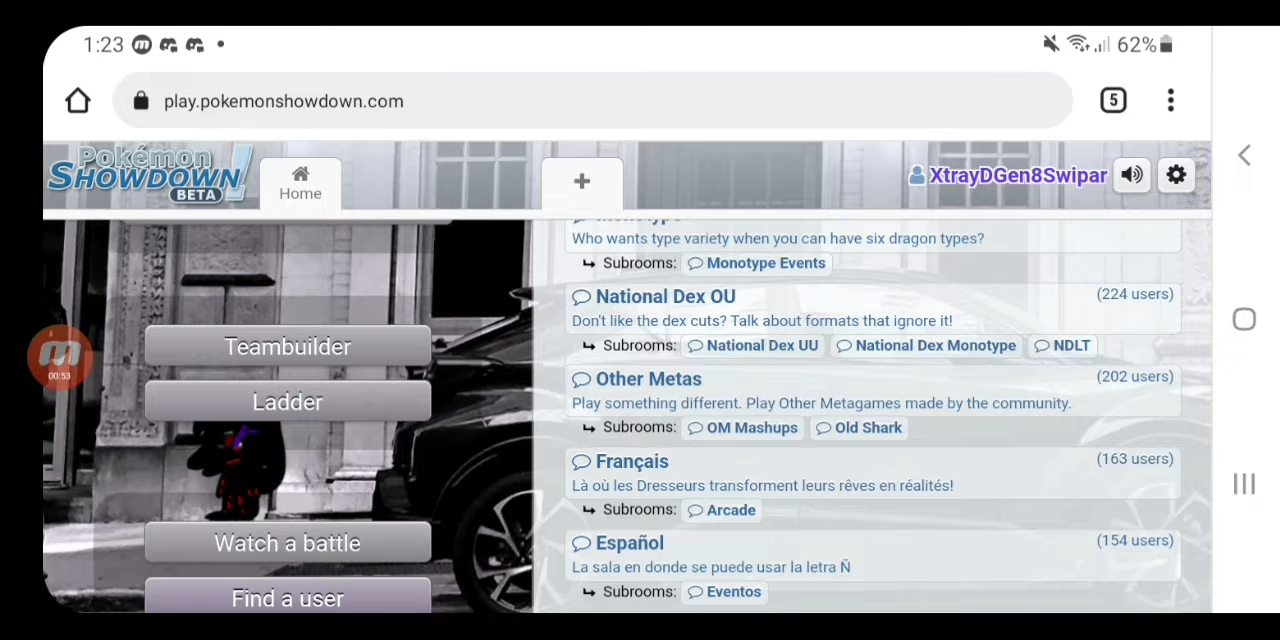 1:23
62%
play.pokemonshowdown.com
5
Pokémon
SHOWDOWN!
BETA
Home
+
XtrayDGen8Swipar
Teambuilder
Ladder
Watch a battle
Find a user
00:53
Monotype
Who wants type variety when you can have six dragon types?
Subrooms: Monotype Events
National Dex OU (224 users)
Don't like the dex cuts? Talk about formats that ignore it!
Subrooms: National Dex UU National Dex Monotype NDLT
Other Metas (202 users)
Play something different. Play Other Metagames made by the community.
Subrooms: OM Mashups Old Shark
Français (163 users)
Là où les Dresseurs transforment leurs rêves en réalités!
Subrooms: Arcade
Español (154 users)
La sala en donde se puede usar la letra Ñ
Subrooms: Eventos